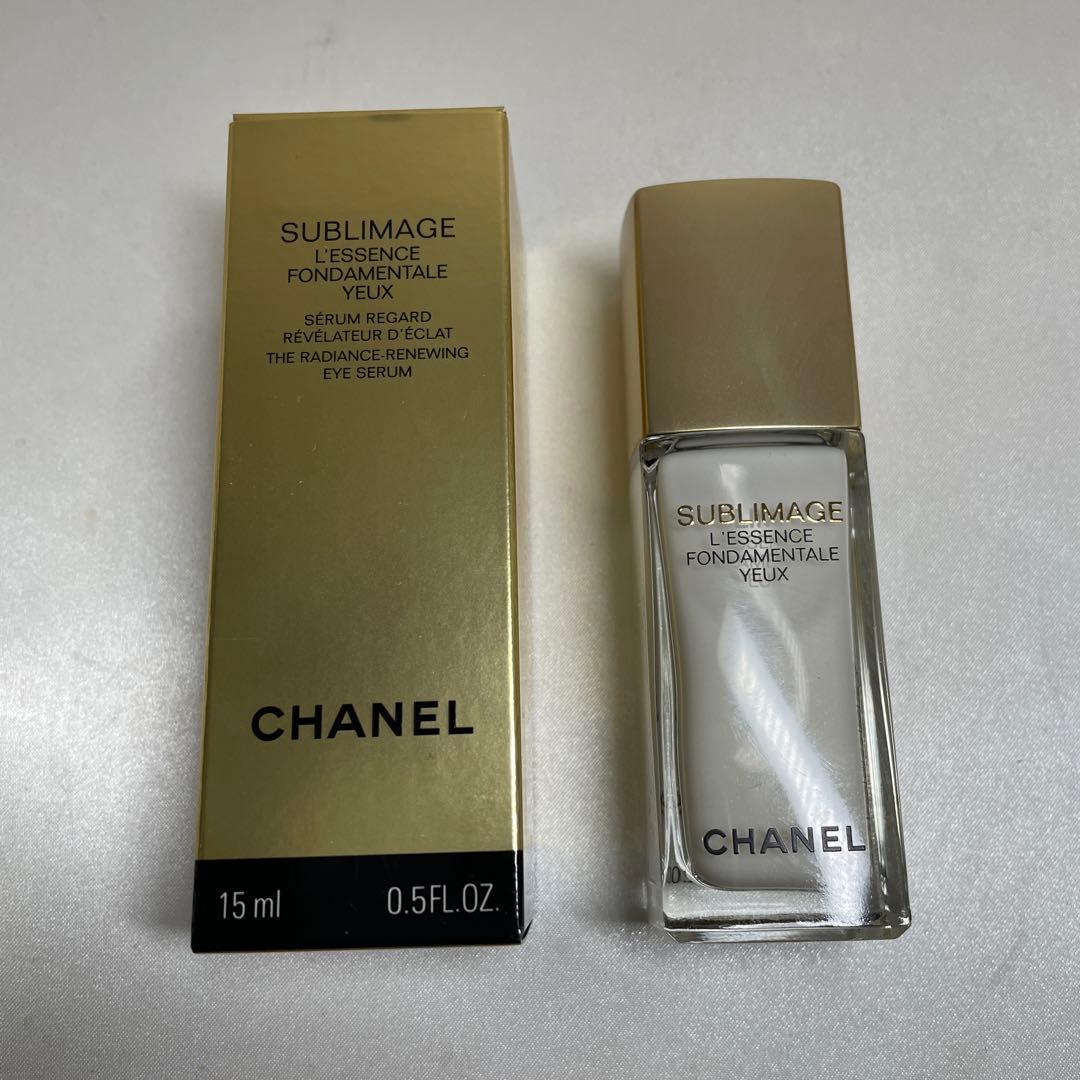 SUBLIMAGE
L'ESSENCE
FONDAMENTALE
YEUX
SÉRUM REGARD
RÉVÉLATEUR D'ÉCLAT
THE RADIANCE-RENEWING
EYE SERUM
CHANEL
15 ml 0.5FL.OZ.
SUBLIMAGE
L'ESSENCE
FONDAMENTALE
YEUX
CHANEL